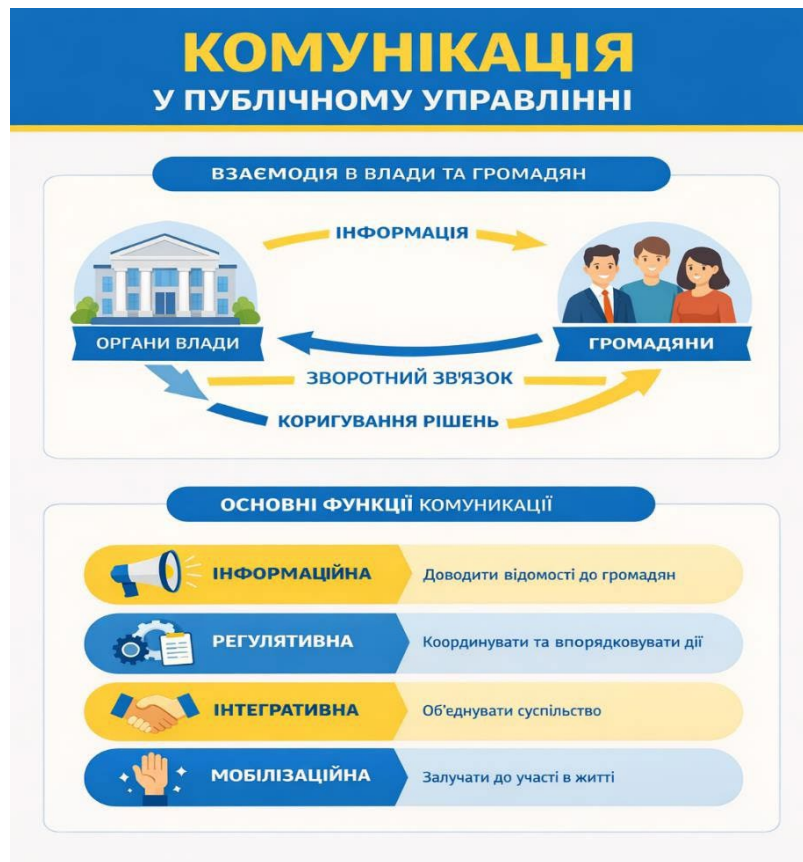 КОМУНІКАЦІЯ
У ПУБЛІЧНОМУ УПРАВЛІННІ
ВЗАЄМОДІЯ В ВЛАДИ ТА ГРОМАДЯН
ІНФОРМАЦІЯ
ОРГАНИ ВЛАДИ
ГРОМАДЯНИ
ЗВОРОТНИЙ ЗВ'ЯЗОК
КОРИГУВАННЯ РІШЕНЬ
ОСНОВНІ ФУНКЦІЇ КОМУНИКАЦІЇ
ІНФОРМАЦІЙНА
Доводити відомості до громадян
РЕГУЛЯТИВНА
Координувати та впорядковувати дії
ІНТЕГРАТИВНА
Об'єднувати суспільство
МОБІЛІЗАЦІЙНА
Залучати до участі в житті